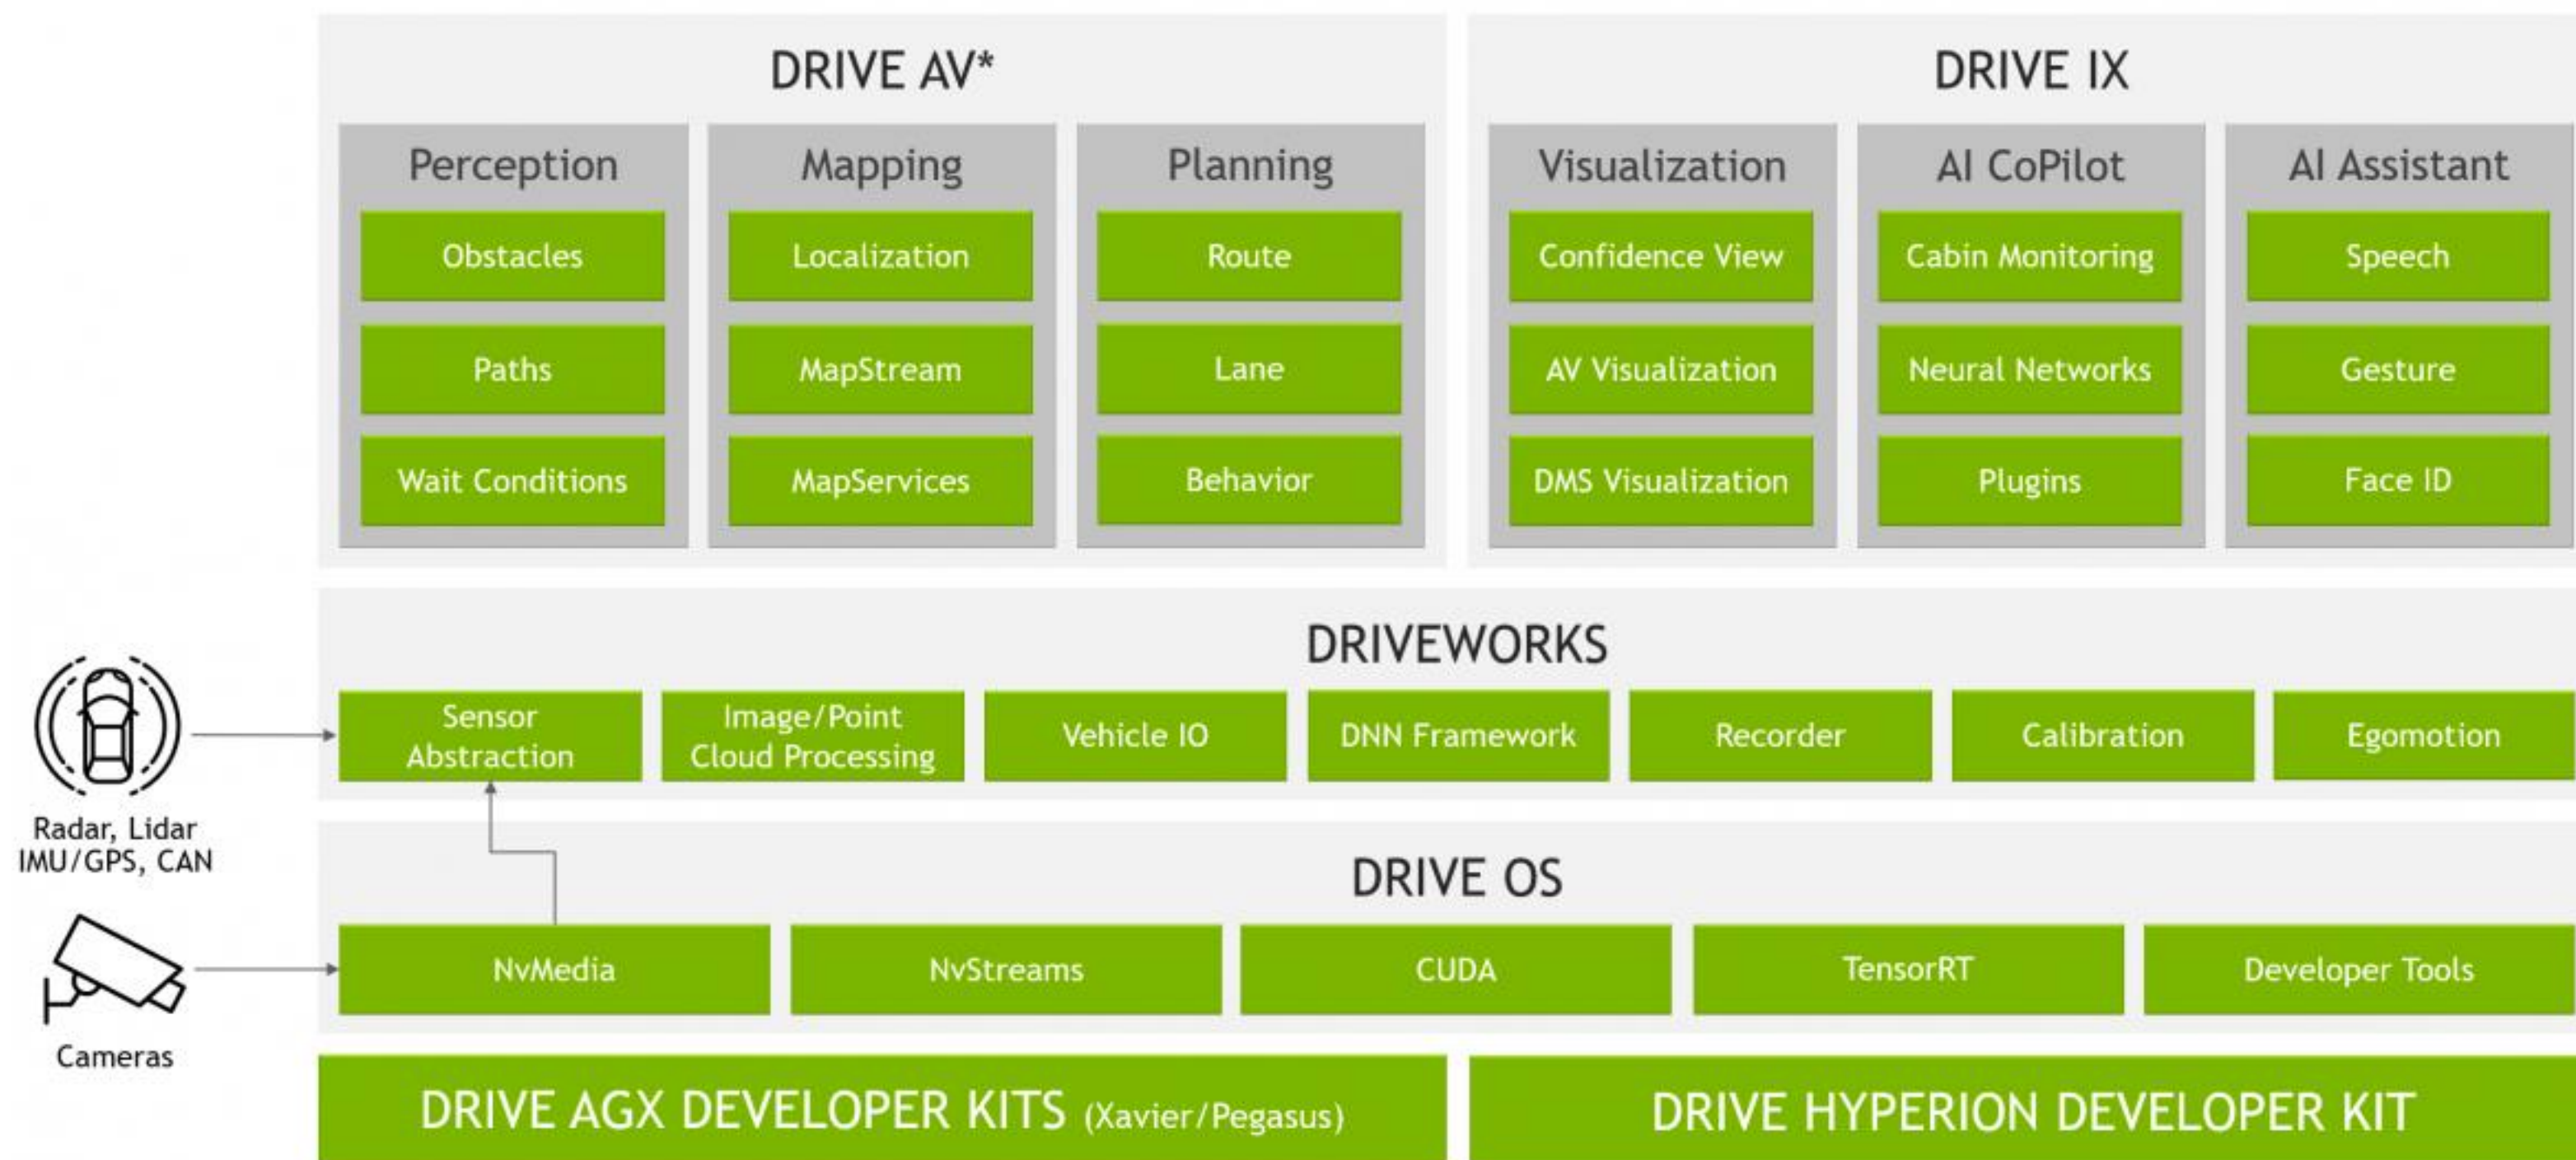 DRIVE AV*
Perception
Obstacles
Paths
Wait Conditions
Mapping
Localization
MapStream
MapServices
Planning
Route
Lane
Behavior
DRIVE IX
Visualization
Confidence View
AV Visualization
DMS Visualization
AI CoPilot
Cabin Monitoring
Neural Networks
Plugins
AI Assistant
Speech
Gesture
Face ID
Radar, Lidar
IMU/GPS, CAN
DRIVEWORKS
Sensor
Abstraction
Image/Point
Cloud Processing
Vehicle IO
DNN Framework
Recorder
Calibration
Egomotion
Cameras
DRIVE OS
NvMedia
NvStreams
CUDA
TensorRT
Developer Tools
DRIVE AGX DEVELOPER KITS (Xavier/Pegasus)
DRIVE HYPERION DEVELOPER KIT